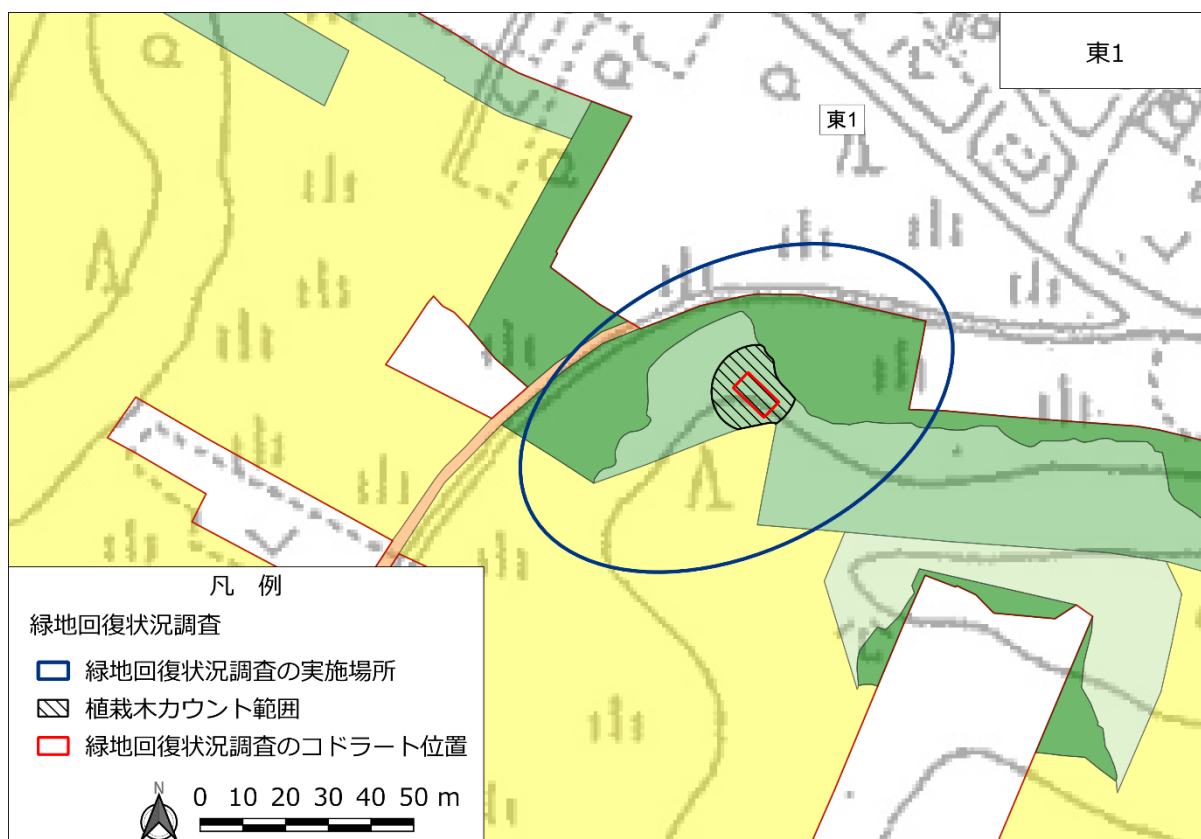 東1
東1
凡 例
緑地回復状況調査
緑地回復状況調査の実施場所
植栽木カウント範囲
緑地回復状況調査のコドラート位置
N
0 10 20 30 40 50 m